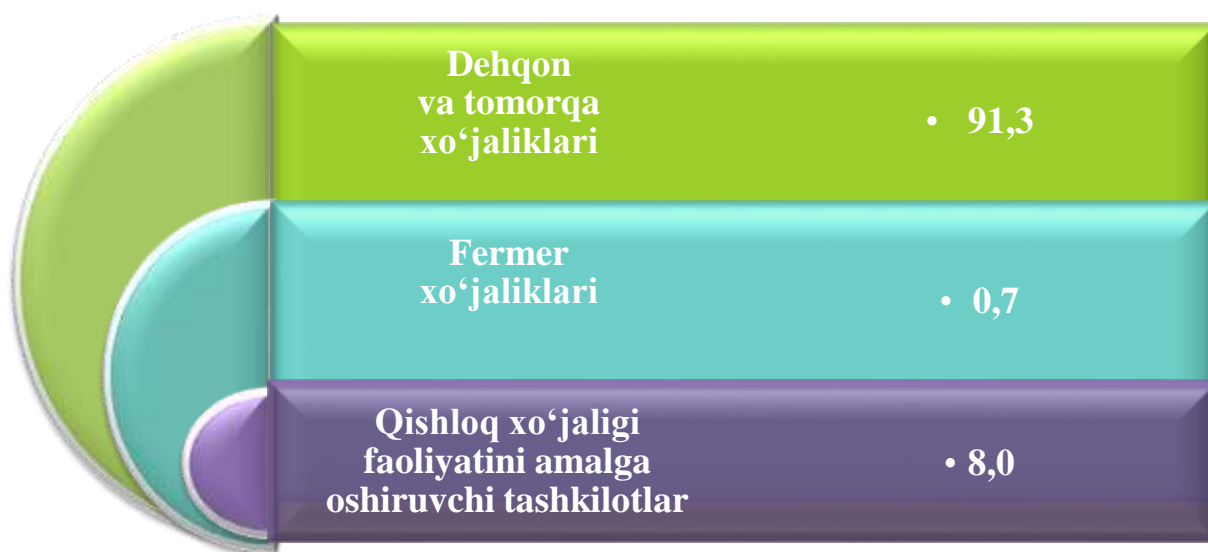 Dehqon
va tomorqa
xo‘jaliklari
• 91,3
Fermer
xo‘jaliklari
• 0,7
Qishloq xo‘jaligi
faoliyatini amalga
oshiruvchi tashkilotlar
• 8,0